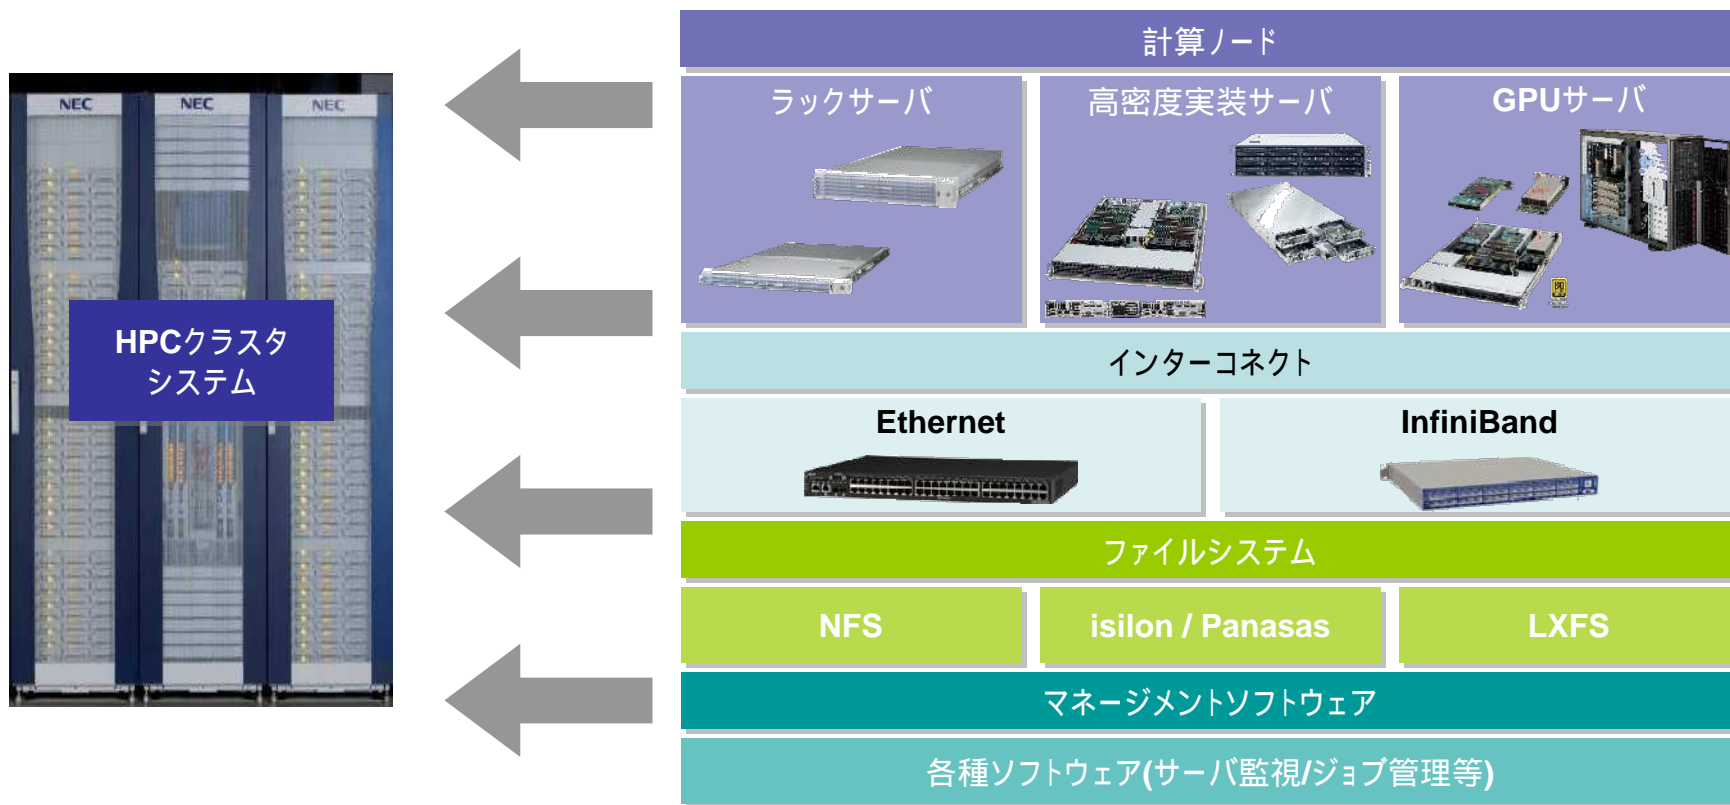 NEC
NEC
NEC
HPCクラスタ
システム
計算ノード
ラックサーバ
高密度実装サーバ
GPUサーバ
インターコネクト
Ethernet
InfiniBand
ファイルシステム
NFS
isilon / Panasas
LXFS
マネージメントソフトウェア
各種ソフトウェア(サーバ監視/ジョブ管理等)